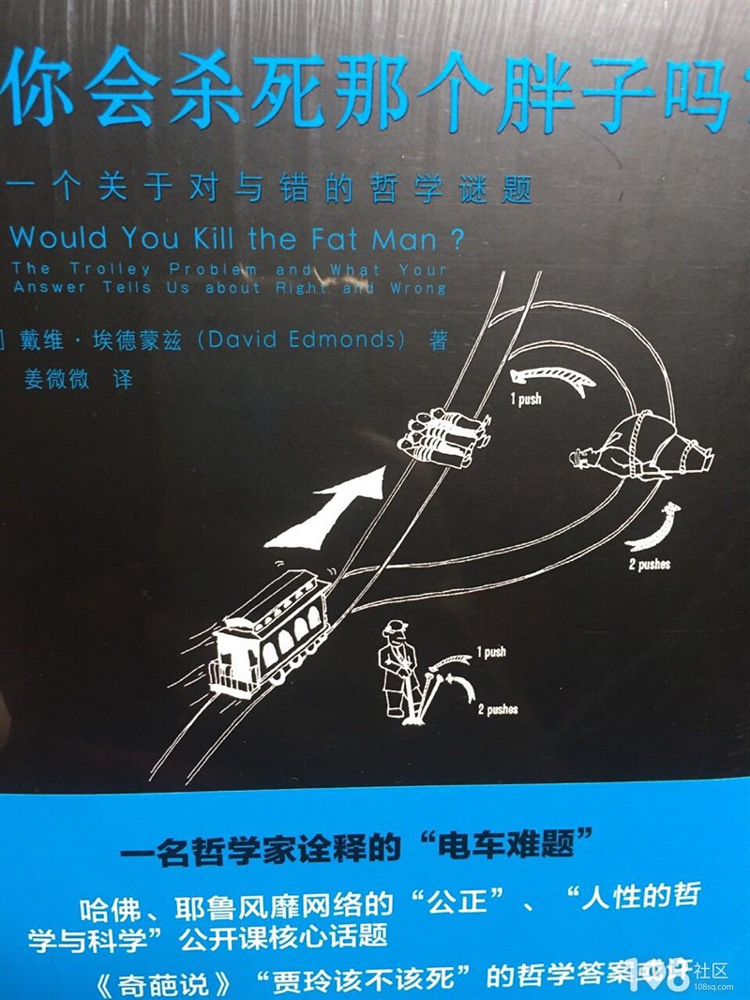 你会杀死那个胖子吗?
一个关于对与错的哲学谜题
Would You Kill the Fat Man ?
The Trolley Problem and What Your
Answer Tells Us about Right and Wrong
] 戴维·埃德蒙兹 (David Edmonds) 著
姜微微 译
1 push
2 pushes
1 push
2 pushes
一名哲学家诠释的“电车难题”
哈佛、耶鲁风靡网络的“公正”、“人性的哲
学与科学”公开课核心话题
《奇葩说》“贾玲该不该死”的哲学答案
108社区
108sq.com